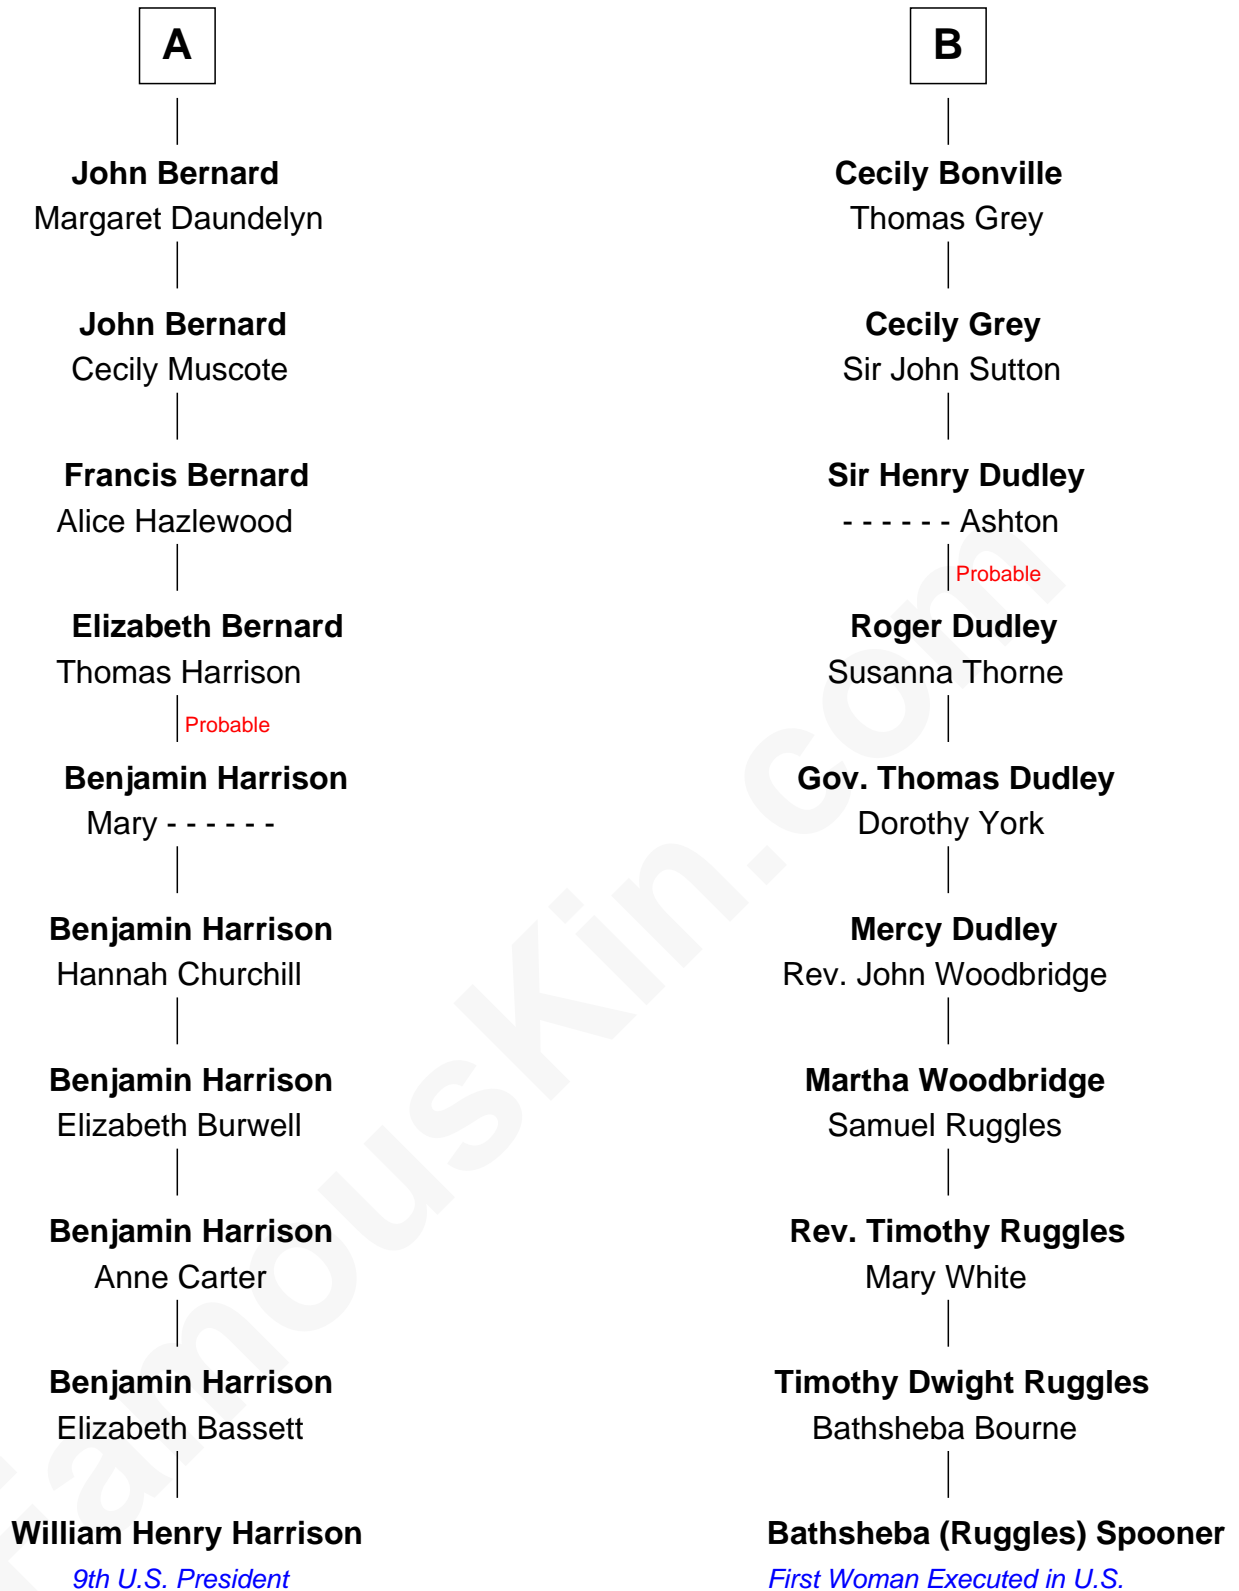 A
John Bernard
Margaret Daundelyn
John Bernard
Cecily Muscote
Francis Bernard
Alice Hazlewood
Elizabeth Bernard
Thomas Harrison
Probable
Benjamin Harrison
Mary - - - - - -
Benjamin Harrison
Hannah Churchill
Benjamin Harrison
Elizabeth Burwell
Benjamin Harrison
Anne Carter
Benjamin Harrison
Elizabeth Bassett
William Henry Harrison
9th U.S. President
B
Cecily Bonville
Thomas Grey
Cecily Grey
Sir John Sutton
Sir Henry Dudley
- - - - - - Ashton
Probable
Roger Dudley
Susanna Thorne
Gov. Thomas Dudley
Dorothy York
Mercy Dudley
Rev. John Woodbridge
Martha Woodbridge
Samuel Ruggles
Rev. Timothy Ruggles
Mary White
Timothy Dwight Ruggles
Bathsheba Bourne
Bathsheba (Ruggles) Spooner
First Woman Executed in U.S.
famouskin.com